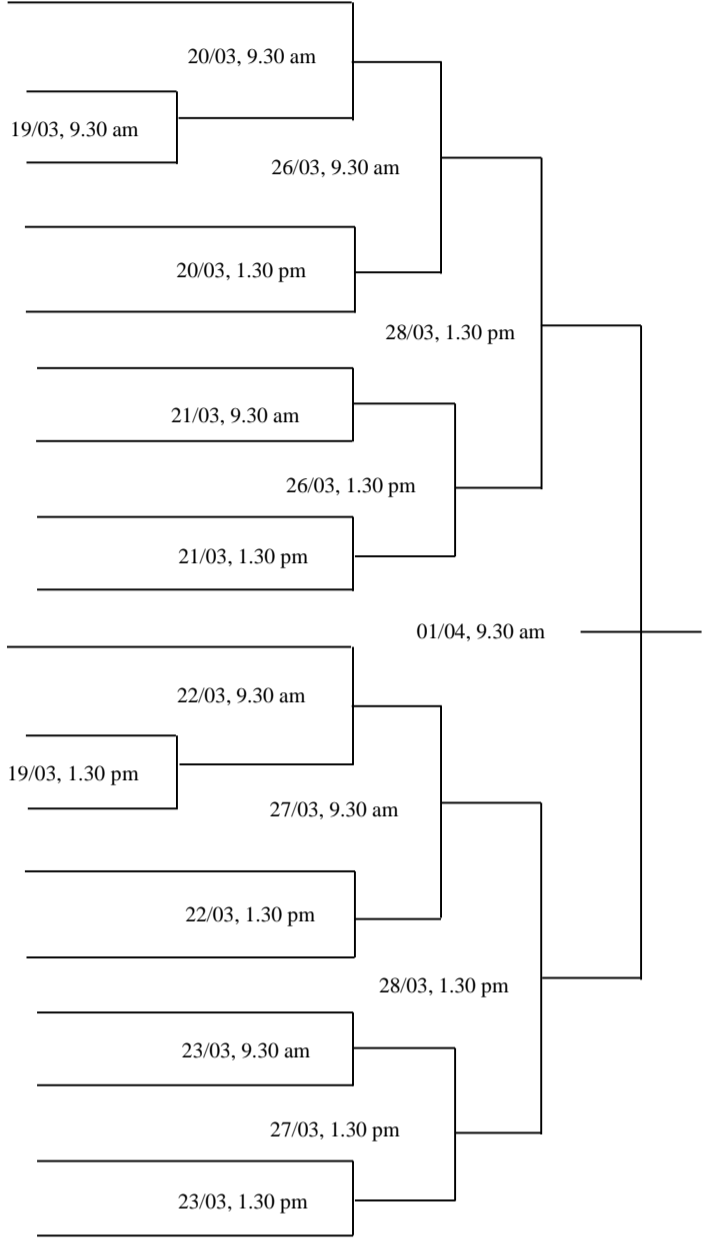 20/03, 9.30 am
19/03, 9.30 am
26/03, 9.30 am
20/03, 1.30 pm
28/03, 1.30 pm
21/03, 9.30 am
26/03, 1.30 pm
21/03, 1.30 pm
01/04, 9.30 am
22/03, 9.30 am
19/03, 1.30 pm
27/03, 9.30 am
22/03, 1.30 pm
28/03, 1.30 pm
23/03, 9.30 am
27/03, 1.30 pm
23/03, 1.30 pm